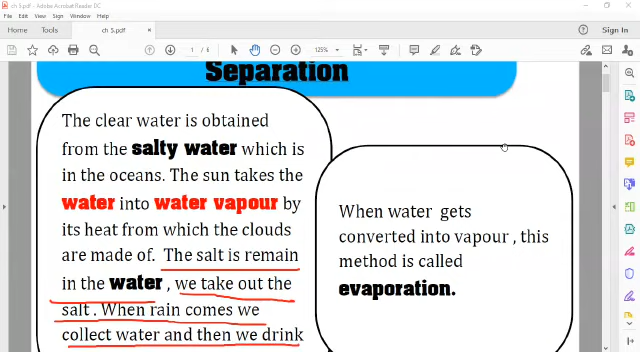 ch 5.pdf - Adobe Acrobat Reader DC
File Edit View Sign Window Help
Home Tools ch 5.pdf × Sign In
1 / 6 125%
Separation
The clear water is obtained
from the salty water which is
in the oceans. The sun takes the
water into water vapour by
its heat from which the clouds
are made of. The salt is remain
in the water , we take out the
salt . When rain comes we
collect water and then we drink
When water gets
converted into vapour , this
method is called
evaporation.